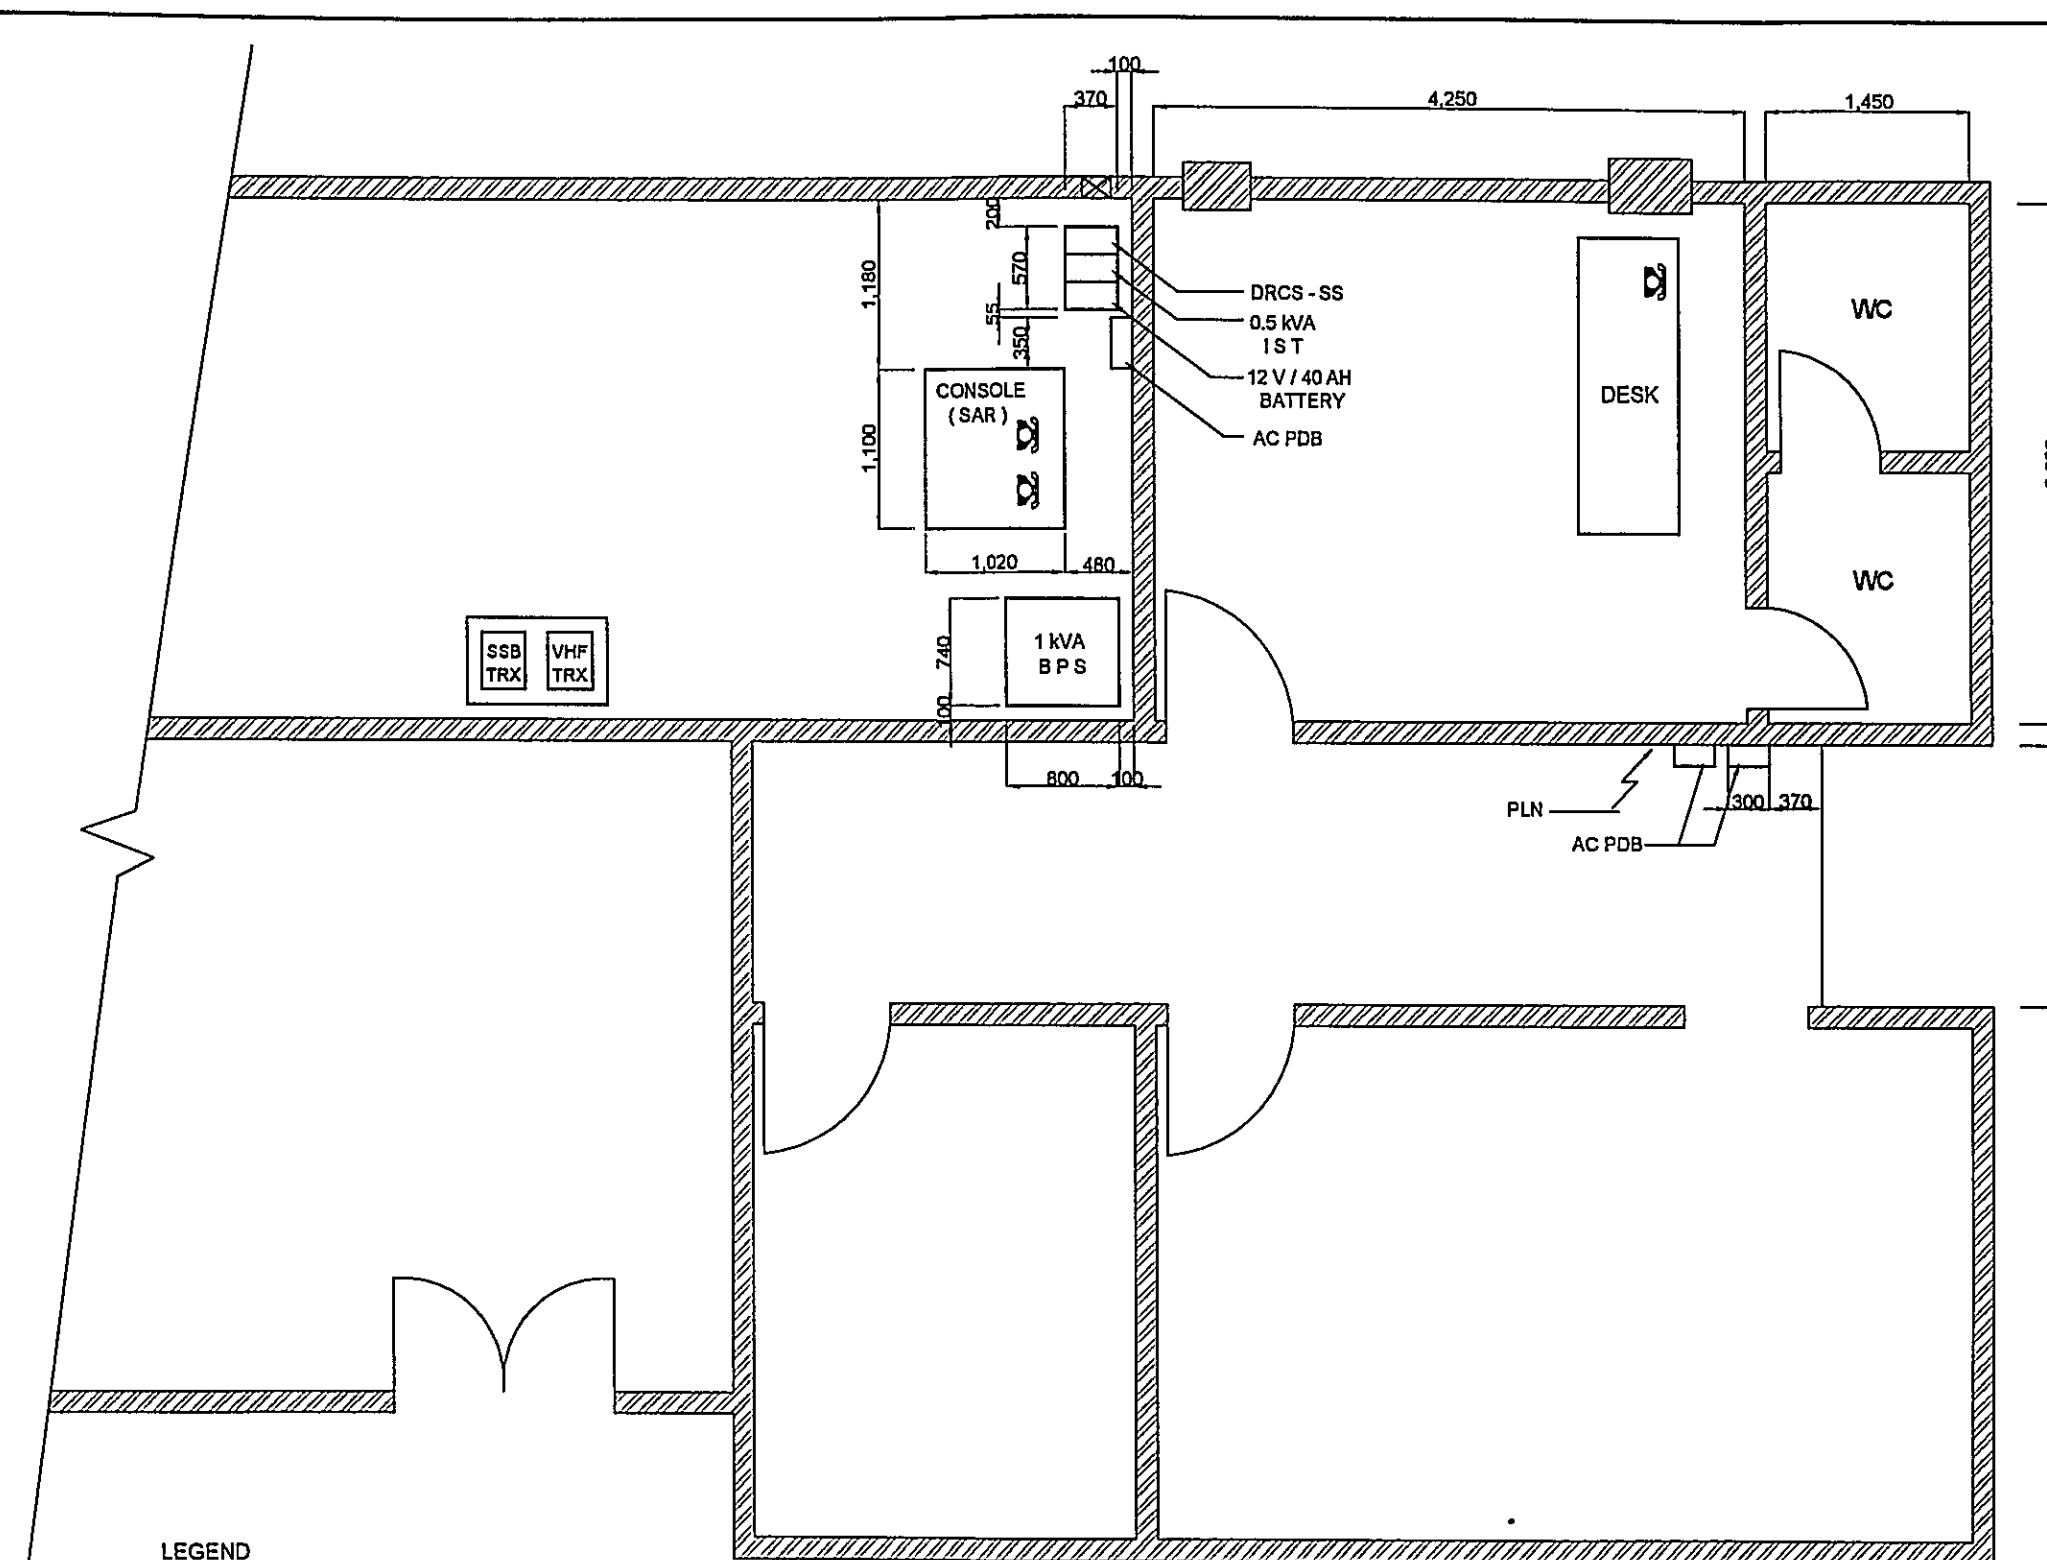 100
370
4,250
1,450
200
1,180
570
55
350
DRCS - SS
0.5 kVA
I S T
12 V / 40 AH
BATTERY
AC PDB
CONSOLE
( SAR )
1,100
1,020
480
DESK
WC
WC
SSB
TRX
VHF
TRX
740
1 kVA
B P S
100
800
100
PLN
300
370
AC PDB
LEGEND